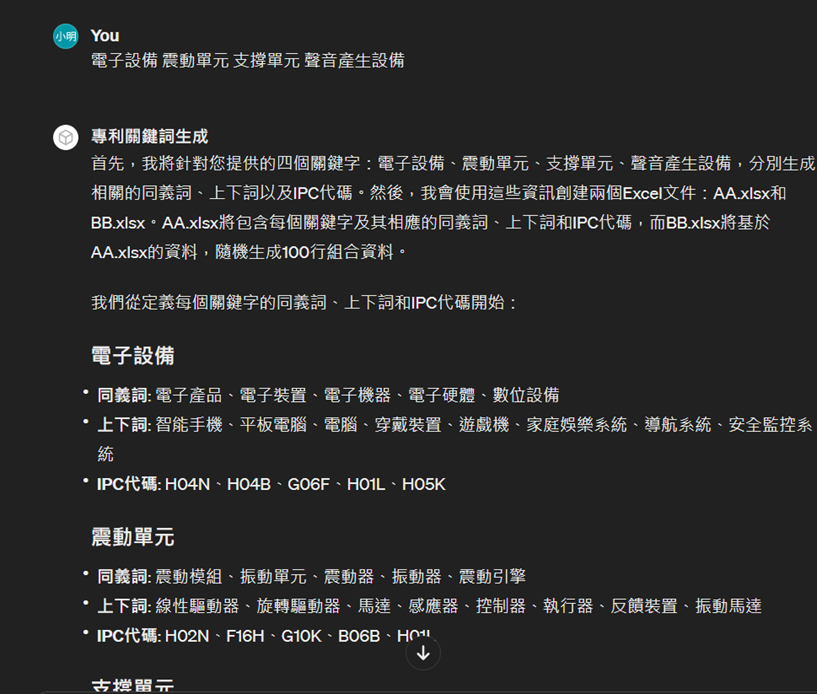 小明
You
電子設備 震動單元 支撐單元 聲音產生設備
專利關鍵詞生成
首先，我將針對您提供的四個關鍵字：電子設備、震動單元、支撐單元、聲音產生設備，分別生成
相關的同義詞、上下詞以及IPC代碼。然後，我會使用這些資訊創建兩個Excel文件：AA.xlsx和
BB.xlsx。AA.xlsx將包含每個關鍵字及其相應的同義詞、上下詞和IPC代碼，而BB.xlsx將基於
AA.xlsx的資料，隨機生成100行組合資料。
我們從定義每個關鍵字的同義詞、上下詞和IPC代碼開始：
電子設備
• 同義詞: 電子產品、電子裝置、電子機器、電子硬體、數位設備
• 上下詞: 智能手機、平板電腦、電腦、穿戴裝置、遊戲機、家庭娛樂系統、導航系統、安全監控系
統
• IPC代碼: H04N、H04B、G06F、H01L、H05K
震動單元
• 同義詞: 震動模組、振動單元、震動器、振動器、震動引擎
• 上下詞: 線性驅動器、旋轉驅動器、馬達、感應器、控制器、執行器、反饋裝置、振動馬達
• IPC代碼: H02N、F16H、G10K、B06B、H01L
支撐單元